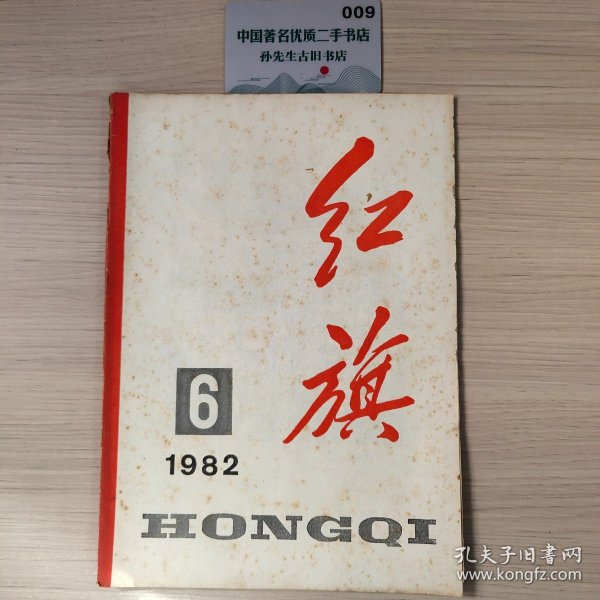 009
中国著名优质二手书店
孙先生古旧书店
红旗
6
1982
HONGQI
孔夫子旧书网
www.kongfz.com